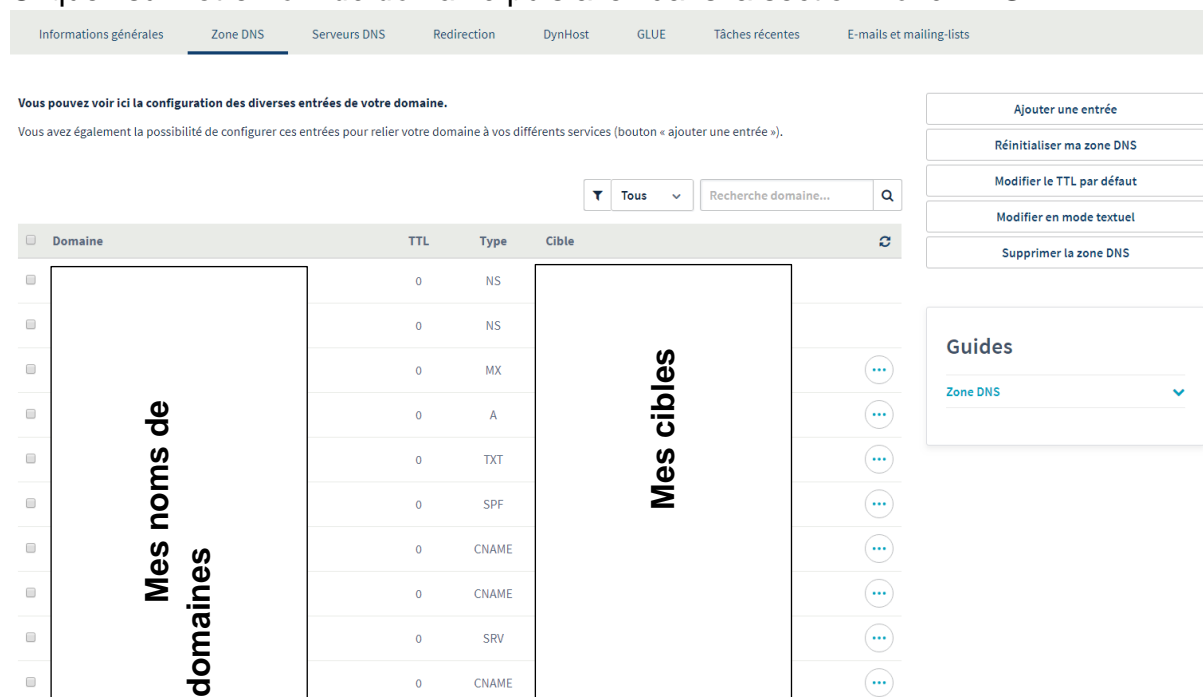 Informations générales Zone DNS Serveurs DNS Redirection DynHost GLUE Tâches récentes E-mails et mailing-lists
Vous pouvez voir ici la configuration des diverses entrées de votre domaine.
Vous avez également la possibilité de configurer ces entrées pour relier votre domaine à vos différents services (bouton « ajouter une entrée »).
Ajouter une entrée
Réinitialiser ma zone DNS
Modifier le TTL par défaut
Modifier en mode textuel
Supprimer la zone DNS
Tous Recherche domaine...
Domaine TTL Type Cible
0 NS
0 NS
0 MX
0 A
0 TXT
0 SPF
0 CNAME
0 CNAME
0 SRV
0 CNAME
Mes noms de
domaines
Mes cibles
Guides
Zone DNS